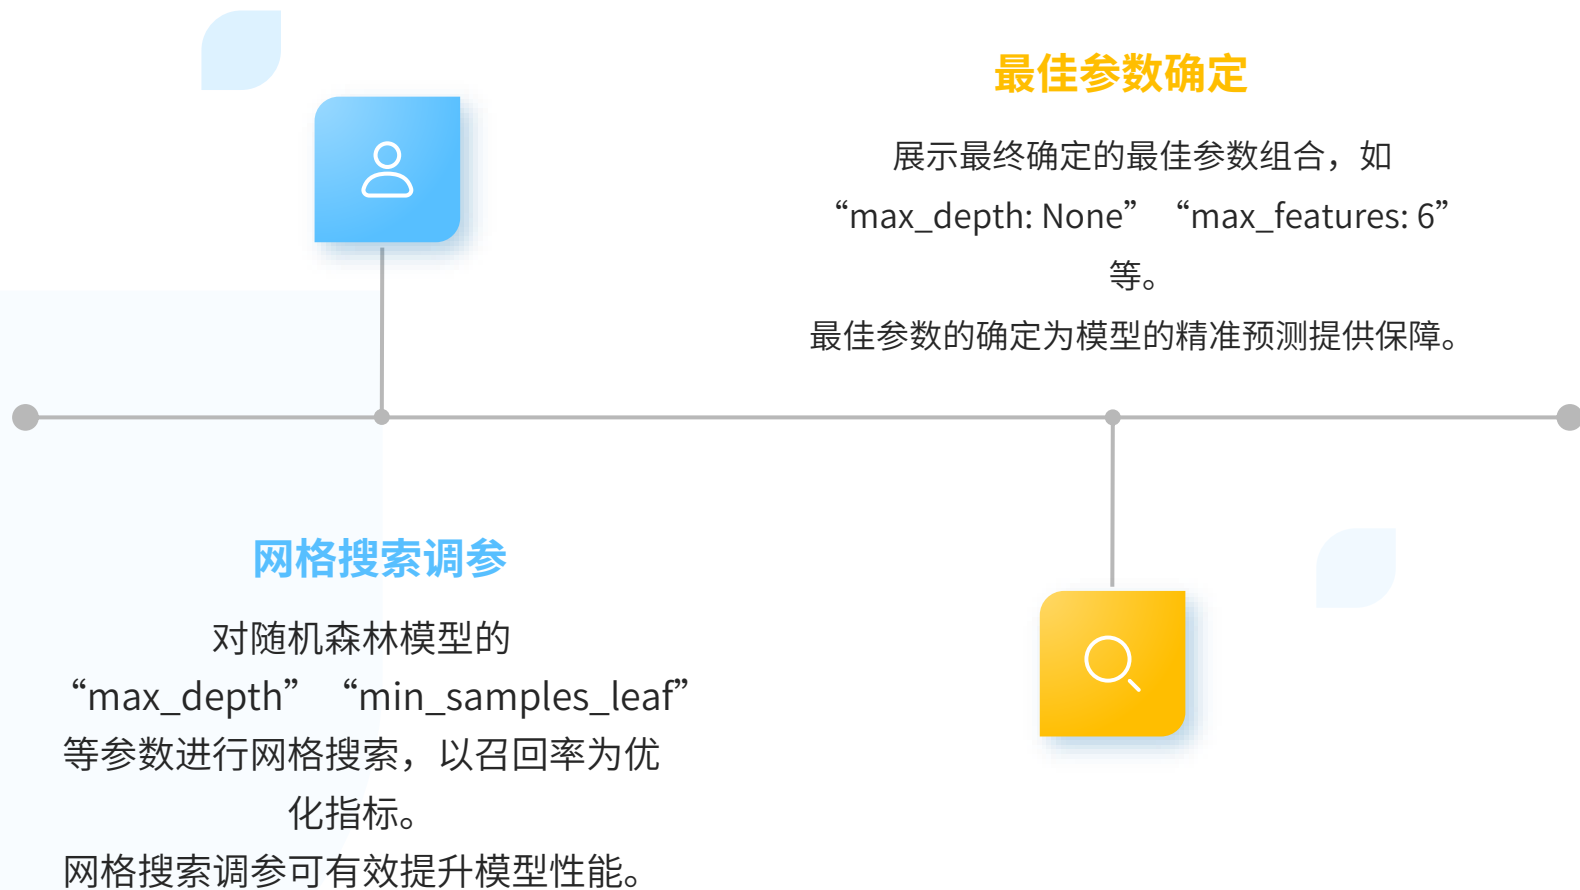 最佳参数确定
展示最终确定的最佳参数组合，如
“max_depth: None” “max_features: 6”
等。
最佳参数的确定为模型的精准预测提供保障。
网格搜索调参
对随机森林模型的
“max_depth” “min_samples_leaf”
等参数进行网格搜索，以召回率为优
化指标。
网格搜索调参可有效提升模型性能。